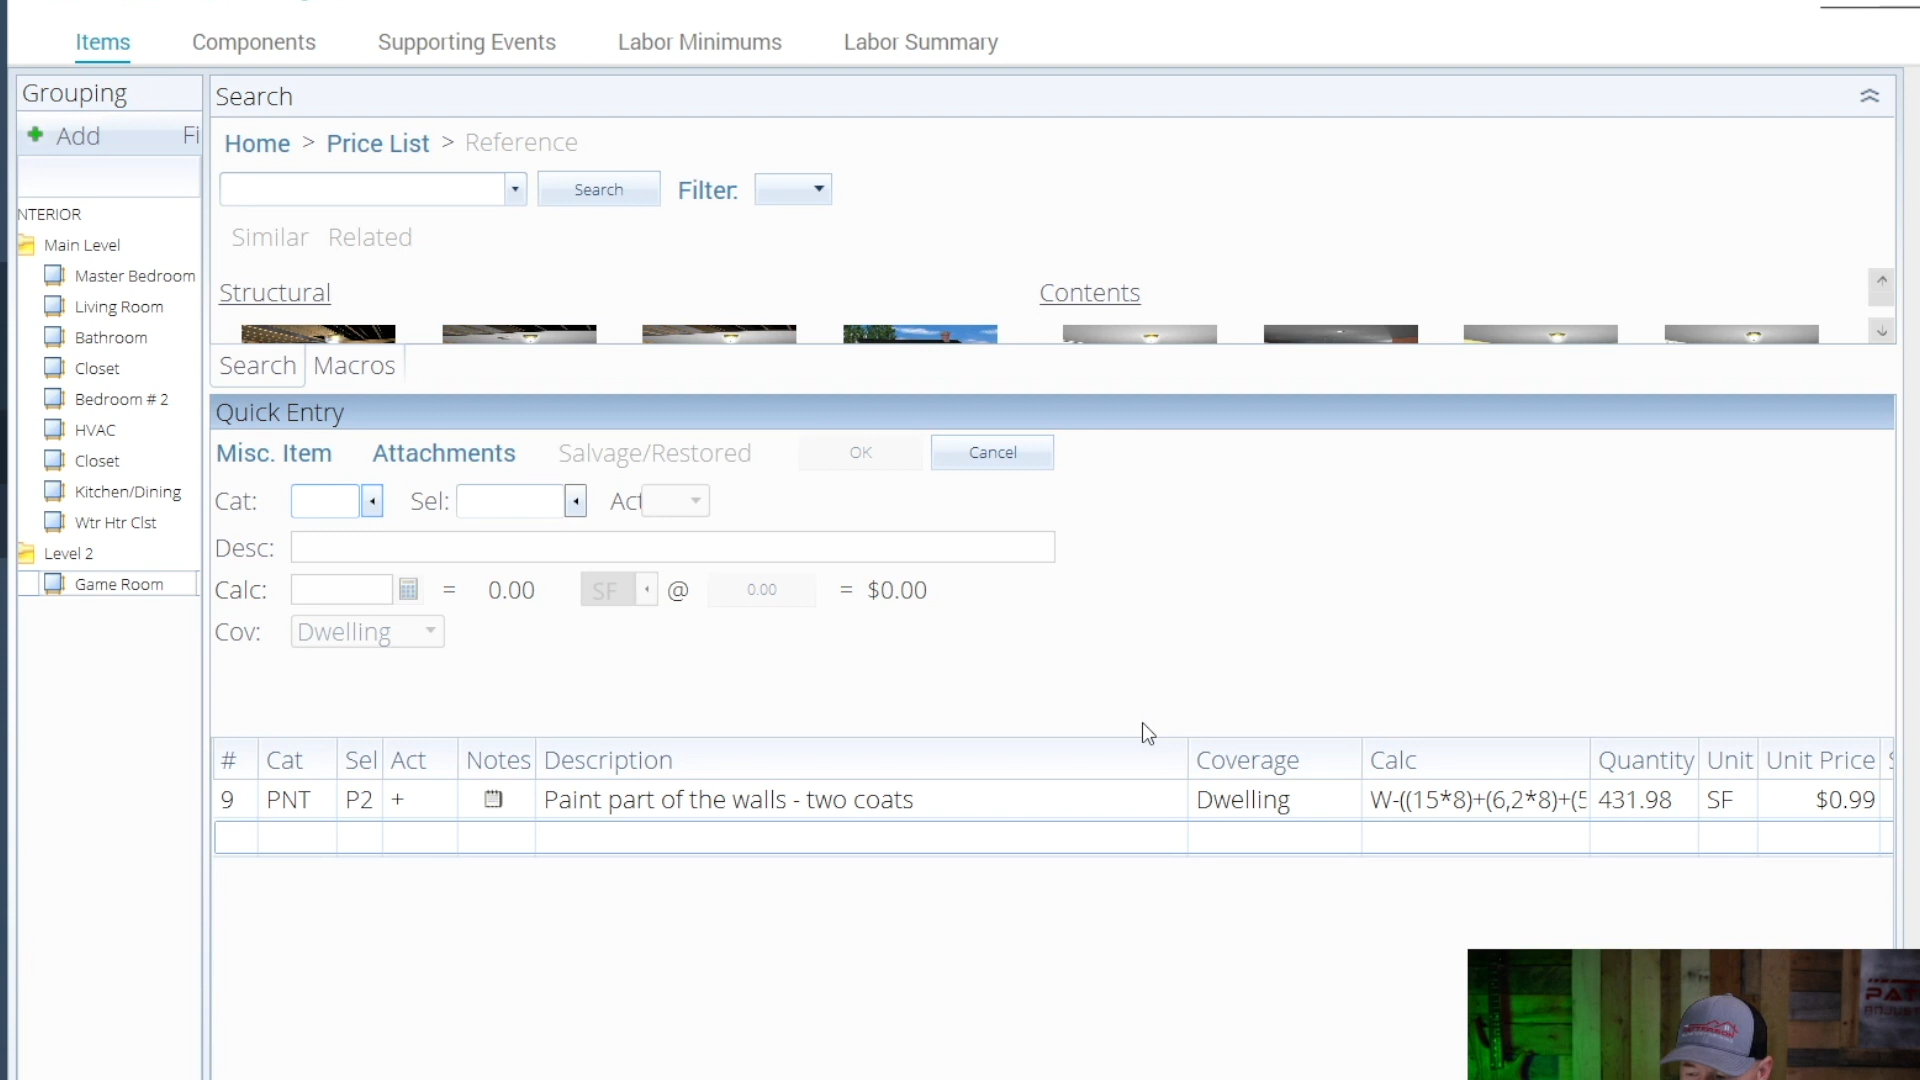 Items Components Supporting Events Labor Minimums Labor Summary
Grouping
Add Fi
NTERIOR
Main Level
Master Bedroom
Living Room
Bathroom
Closet
Bedroom # 2
HVAC
Closet
Kitchen/Dining
Wtr Htr Clst
Level 2
Game Room
Search
Home > Price List > Reference
Search Filter:
Similar Related
Structural Contents
Search Macros
Quick Entry
Misc. Item Attachments Salvage/Restored OK Cancel
Cat: Sel: Act
Desc:
Calc: = 0.00 SF @ 0.00 = $0.00
Cov: Dwelling
# Cat Sel Act Notes Description Coverage Calc Quantity Unit Unit Price
9 PNT P2 + Paint part of the walls - two coats Dwelling W-((15*8)+(6,2*8)+(5 431.98 SF $0.99
PAT